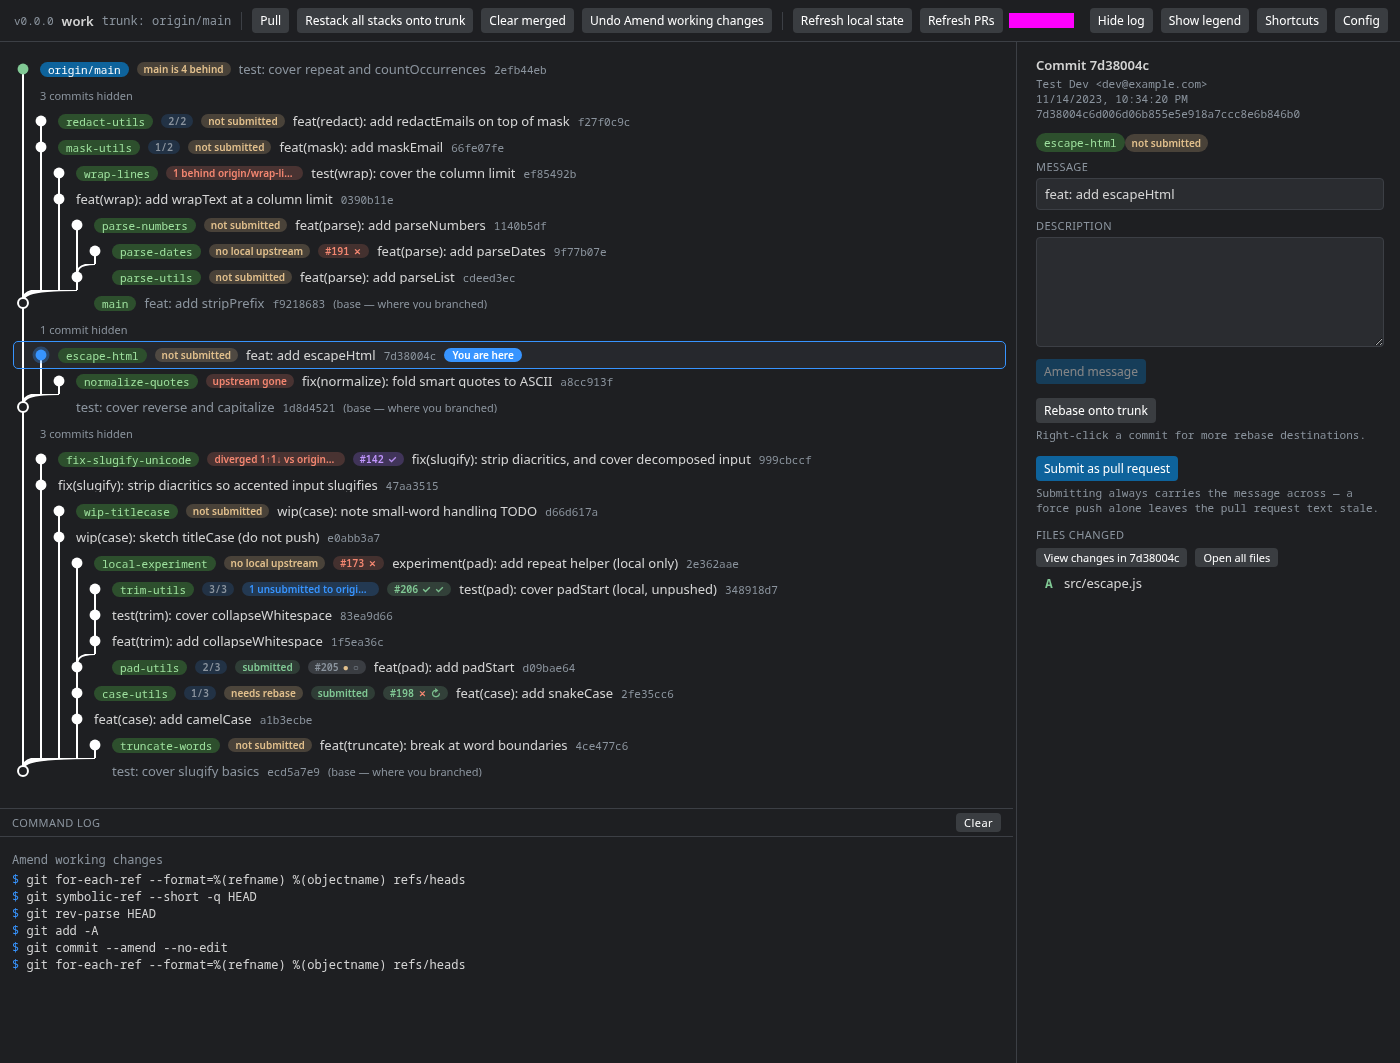 v0.0.0 work trunk: origin/main Pull Restack all stacks onto trunk Clear merged Undo Amend working changes Refresh local state Refresh PRs Hide log Show legend Shortcuts Config
origin/main main is 4 behind test: cover repeat and countOccurrences 2efb44eb
3 commits hidden
redact-utils 2/2 not submitted feat(redact): add redactEmails on top of mask f27f0c9c
mask-utils 1/2 not submitted feat(mask): add maskEmail 66fe07fe
wrap-lines 1 behind origin/wrap-li... test(wrap): cover the column limit ef85492b
feat(wrap): add wrapText at a column limit 0390b11e
parse-numbers not submitted feat(parse): add parseNumbers 1140b5df
parse-dates no local upstream #191 × feat(parse): add parseDates 9f77b07e
parse-utils not submitted feat(parse): add parseList cdeed3ec
main feat: add stripPrefix f9218683 (base — where you branched)
1 commit hidden
escape-html not submitted feat: add escapeHtml 7d38004c You are here
normalize-quotes upstream gone fix(normalize): fold smart quotes to ASCII a8cc913f
test: cover reverse and capitalize 1d8d4521 (base — where you branched)
3 commits hidden
fix-slugify-unicode diverged 1↑1↓ vs origin... #142 ✓ fix(slugify): strip diacritics, and cover decomposed input 999cbccf
fix(slugify): strip diacritics so accented input slugifies 47aa3515
wip-titlecase not submitted wip(case): note small-word handling TODO d66d617a
wip(case): sketch titleCase (do not push) e0abb3a7
local-experiment no local upstream #173 × experiment(pad): add repeat helper (local only) 2e362aae
trim-utils 3/3 1 unsubmitted to origi... #206 ✓ ✓ test(pad): cover padStart (local, unpushed) 348918d7
test(trim): cover collapseWhitespace 83ea9d66
feat(trim): add collapseWhitespace 1f5ea36c
pad-utils 2/3 submitted #205 ● ○ feat(pad): add padStart d09bae64
case-utils 1/3 needs rebase submitted #198 × ↻ feat(case): add snakeCase 2fe35cc6
feat(case): add camelCase a1b3ecbe
truncate-words not submitted feat(truncate): break at word boundaries 4ce477c6
test: cover slugify basics ecd5a7e9 (base — where you branched)
COMMAND LOG Clear
Amend working changes
$ git for-each-ref --format=%(refname) %(objectname) refs/heads
$ git symbolic-ref --short -q HEAD
$ git rev-parse HEAD
$ git add -A
$ git commit --amend --no-edit
$ git for-each-ref --format=%(refname) %(objectname) refs/heads
Commit 7d38004c
Test Dev <dev@example.com>
11/14/2023, 10:34:20 PM
7d38004c6d006d06b855e5e918a7ccc8e6b846b0
escape-html not submitted
MESSAGE
feat: add escapeHtml
DESCRIPTION
Amend message
Rebase onto trunk
Right-click a commit for more rebase destinations.
Submit as pull request
Submitting always carries the message across — a
force push alone leaves the pull request text stale.
FILES CHANGED
View changes in 7d38004c Open all files
A src/escape.js